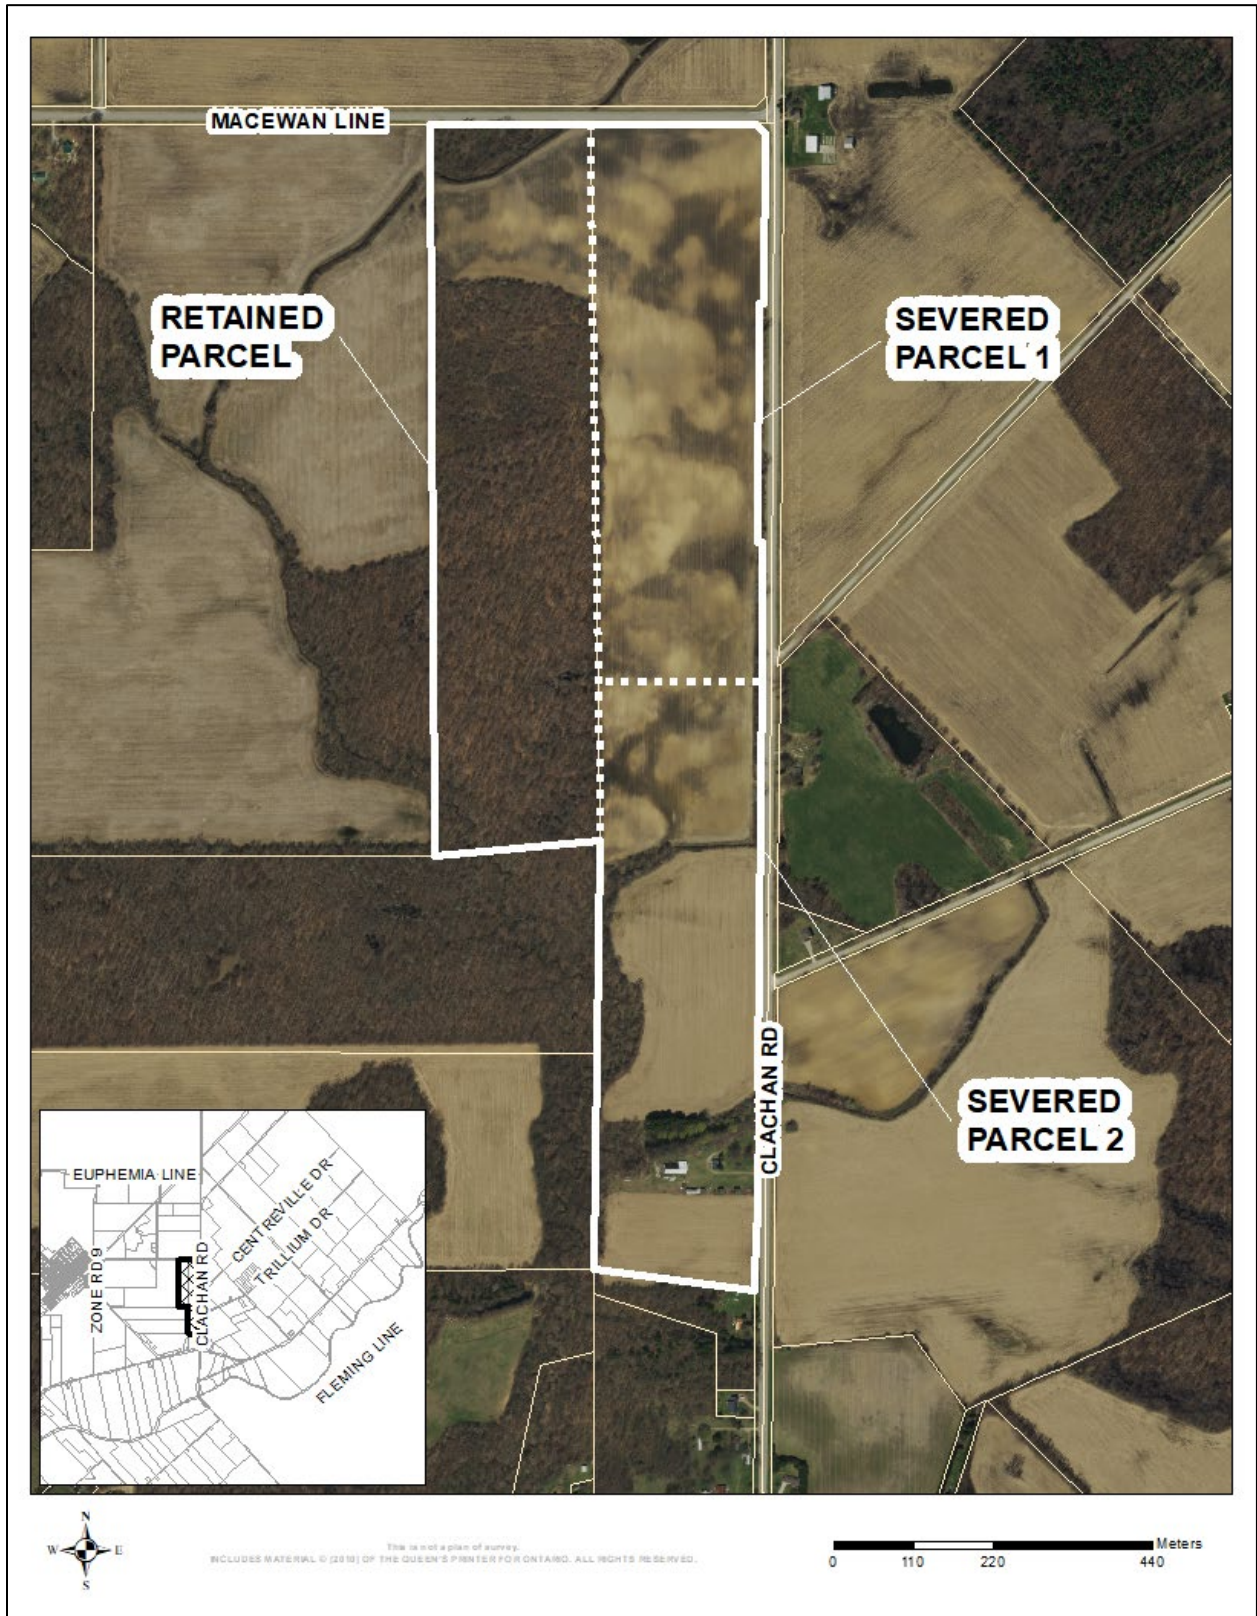 MACEWAN LINE
RETAINED
PARCEL
SEVERED
PARCEL 1
SEVERED
PARCEL 2
CLACHAN RD
EUPHEMIA LINE
ZONE RD 9
CLACHAN RD
CENTREVILLE DR
TRILLIUM DR
FLEMING LINE
N
W E
S
This is not a plan of survey.
INCLUDES MATERIAL © [2010] OF THE QUEEN'S PRINTER FOR ONTARIO. ALL RIGHTS RESERVED.
Meters
0 110 220 440